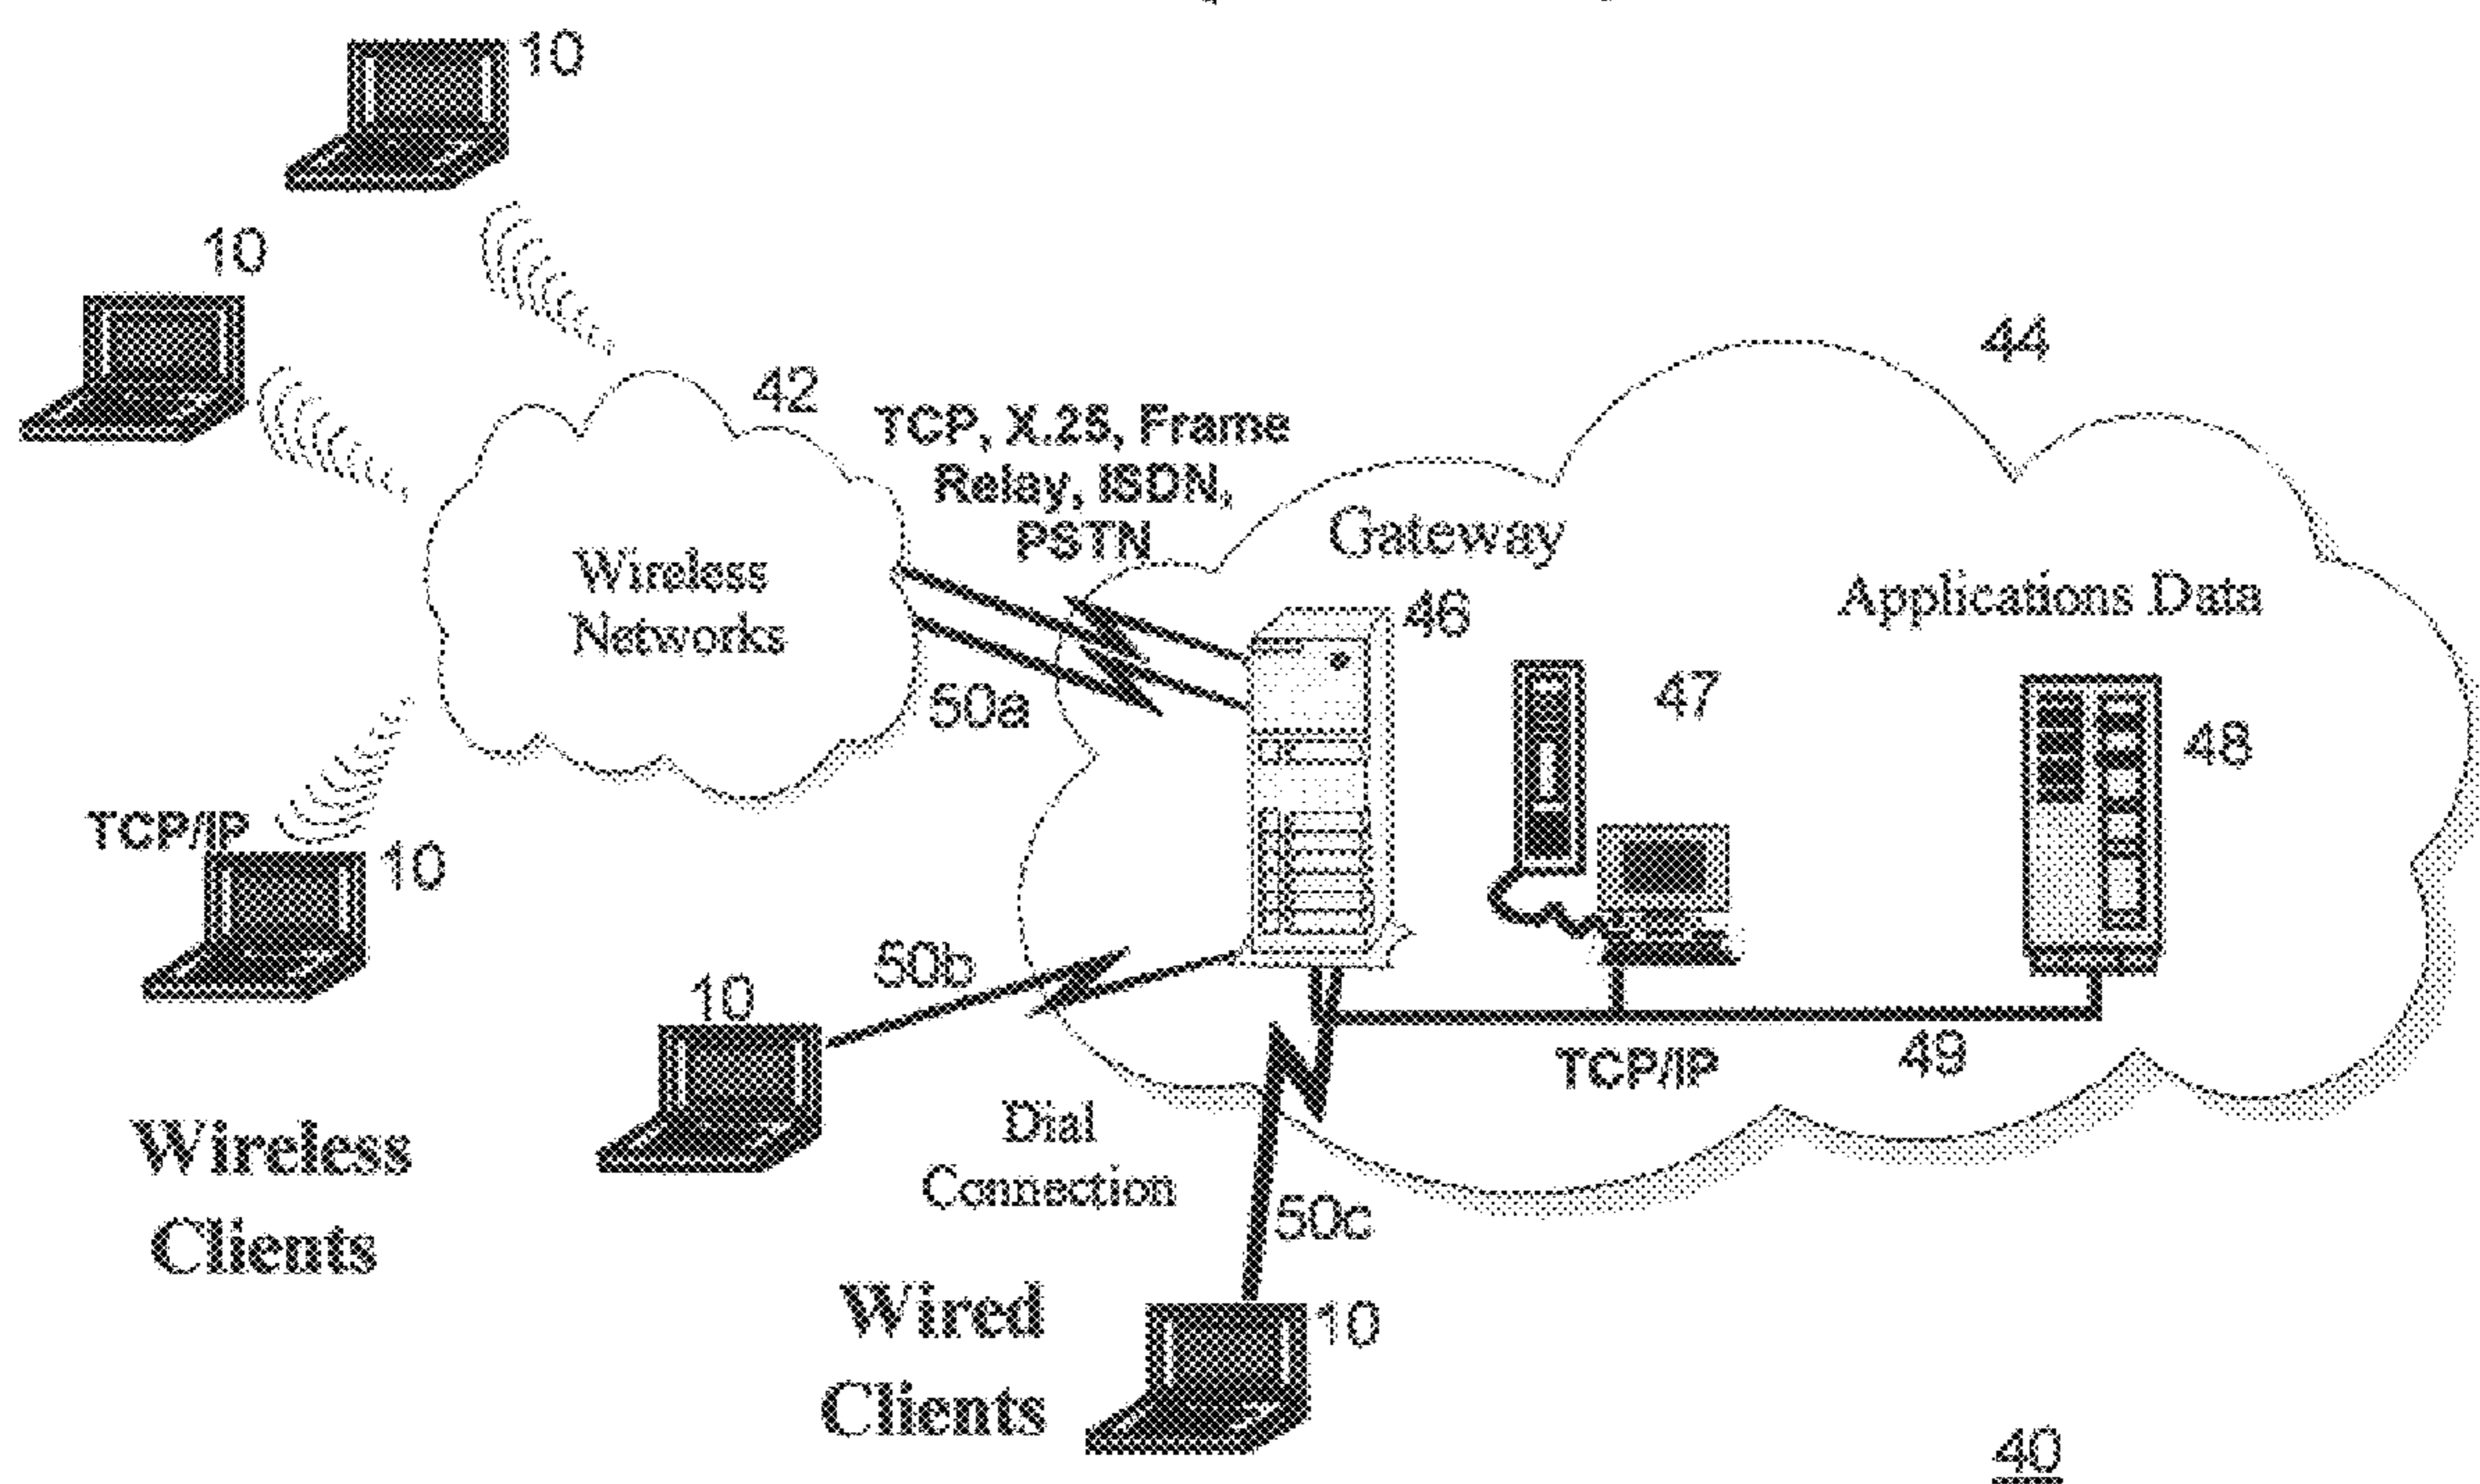 10
10
42
44
TCP, X.25, Frame
Relay, ISDN,
PSTN
Gateway
Wireless
Networks
Applications Data
46
50a
47
48
TCP/IP
10
50b
10
49
TCP/IP
Dial
Connection
Wireless
Clients
50c
Wired
Clients
10
40